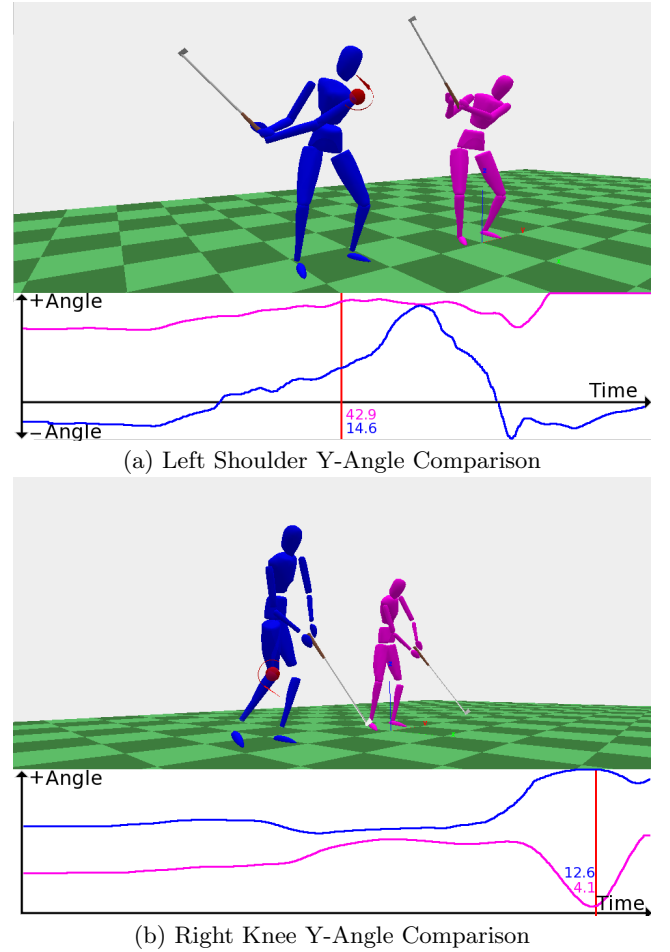 +Angle
Time
42.9
14.6
−Angle
(a) Left Shoulder Y-Angle Comparison
+Angle
12.6
4.1
Time
(b) Right Knee Y-Angle Comparison